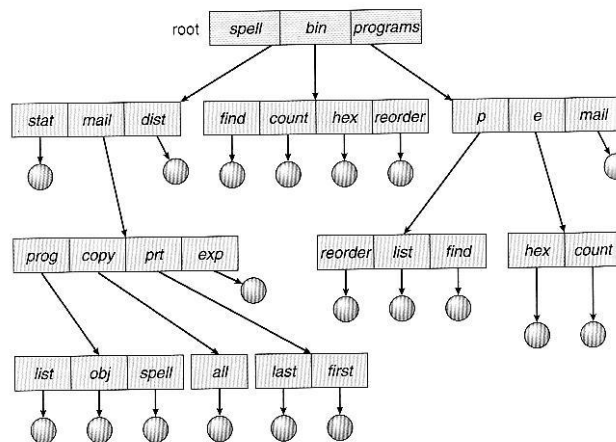 root spell bin programs
stat mail dist find count hex reorder p e mail
prog copy prt exp reorder list find hex count
list obj spell all last first